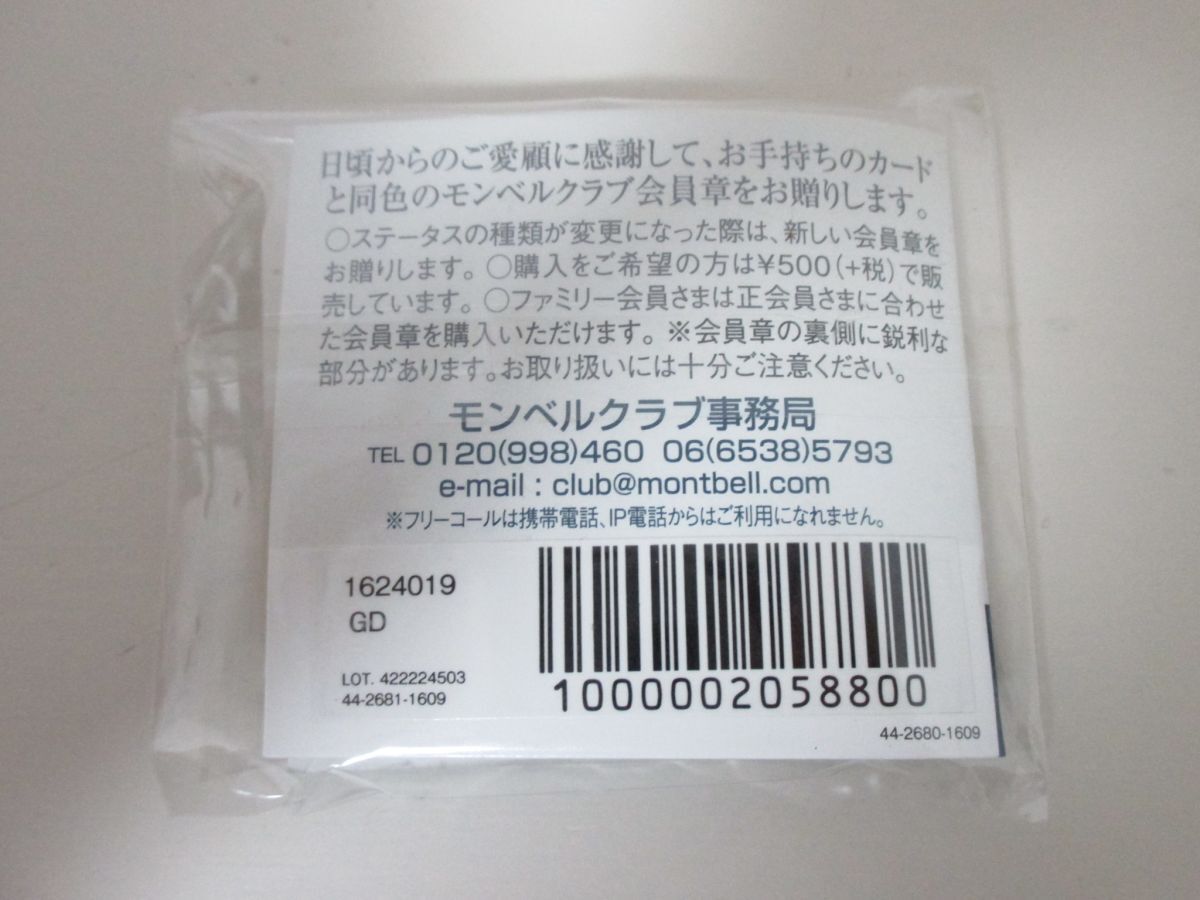 日頃からのご愛顧に感謝して、お手持ちのカード
と同色のモンベルクラブ会員章をお贈りします。
○ステータスの種類が変更になった際は、新しい会員章を
お贈りします。○購入をご希望の方は¥500(+税)で販
売しています。○ファミリー会員さまは正会員さまに合わせ
た会員章を購入いただけます。※会員章の裏側に鋭利な
部分があります。お取り扱いには十分ご注意ください。
モンベルクラブ事務局
TEL 0120(998)460 06(6538)5793
e-mail : club@montbell.com
※フリーコールは携帯電話、IP電話からはご利用になれません。
1624019
GD
LOT. 422224503
44-2681-1609
1000002058800
44-2680-1609